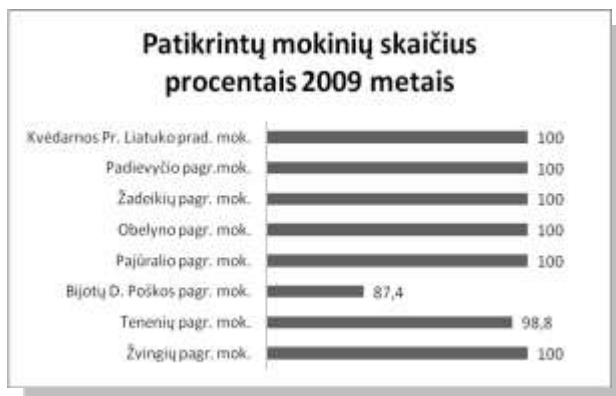 Patikrintų mokinių skaičius
procentais 2009 metais
Kvėdarnos Pr. Liatuko prad. mok. 100
Padievyčio pagr.mok. 100
Žadeikių pagr. mok. 100
Obelyno pagr. mok. 100
Pajūralio pagr. mok. 100
Bijotų D. Poškos pagr. mok. 87,4
Tenenių pagr. mok. 98,8
Žvingių pagr. mok. 100